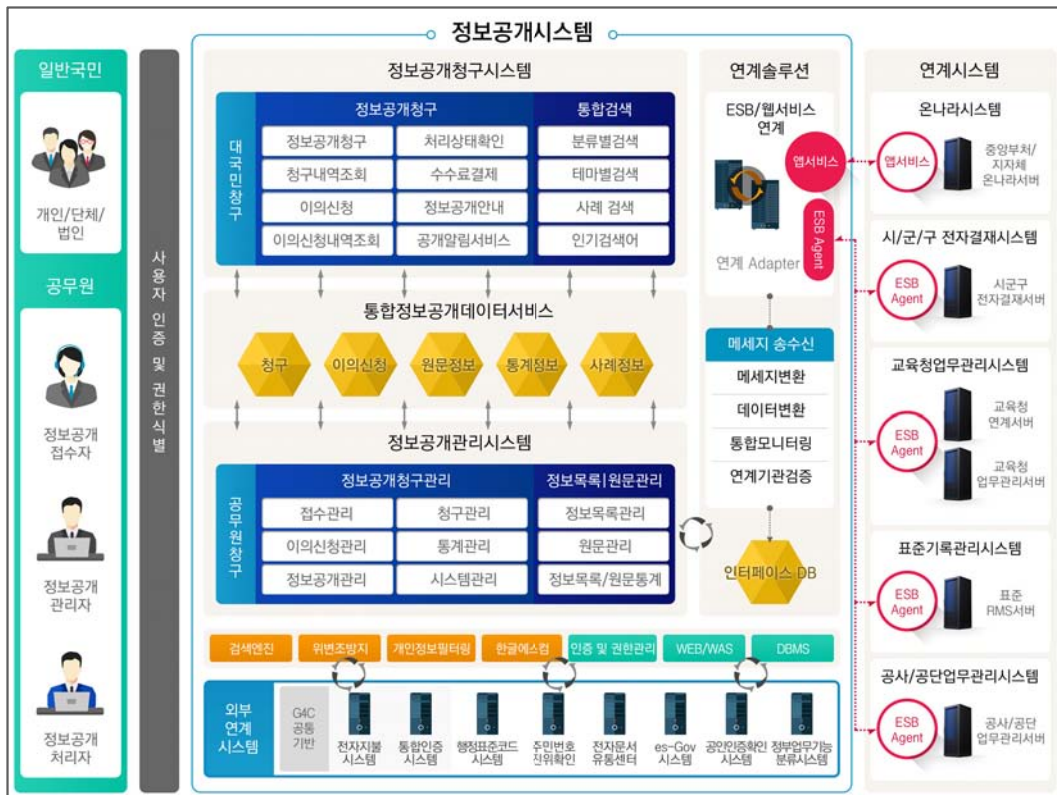 정보공개시스템
일반국민
개인/단체/
법인
공무원
정보공개
접수자
정보공개
관리자
정보공개
처리자
사용자 인증 및 권한식별
정보공개청구시스템
대국민창구
정보공개청구
통합검색
정보공개청구
처리상태확인
분류별검색
청구내역조회
수수료결제
테마별검색
이의신청
정보공개안내
사례 검색
이의신청내역조회
공개알림서비스
인기검색어
통합정보공개데이터서비스
청구
이의신청
원문정보
통계정보
사례정보
정보공개관리시스템
공무원창구
정보공개청구관리
정보목록|원문관리
접수관리
청구관리
정보목록관리
이의신청관리
통계관리
원문관리
정보공개관리
시스템관리
정보목록/원문통계
연계솔루션
ESB/웹서비스
연계
앱서비스
ESB Agent
연계 Adapter
메세지 송수신
메세지변환
데이터변환
통합모니터링
연계기관검증
인터페이스 DB
검색엔진
위변조방지
개인정보필터링
한글에스컴
인증 및 권한관리
WEB/WAS
DBMS
외부
연계
시스템
G4C
공통
기반
전자지불
시스템
통합인증
시스템
행정표준코드
시스템
주민번호
진위확인
전자문서
유통센터
es-Gov
시스템
공인인증확인
시스템
정부업무기능
분류시스템
연계시스템
온나라시스템
앱서비스
중앙부처/
지자체
온나라서버
시/군/구 전자결재시스템
ESB
Agent
시군구
전자결재서버
교육청업무관리시스템
ESB
Agent
교육청
연계서버
교육청
업무관리서버
표준기록관리시스템
ESB
Agent
표준
RMS서버
공사/공단업무관리시스템
ESB
Agent
공사/공단
업무관리서버